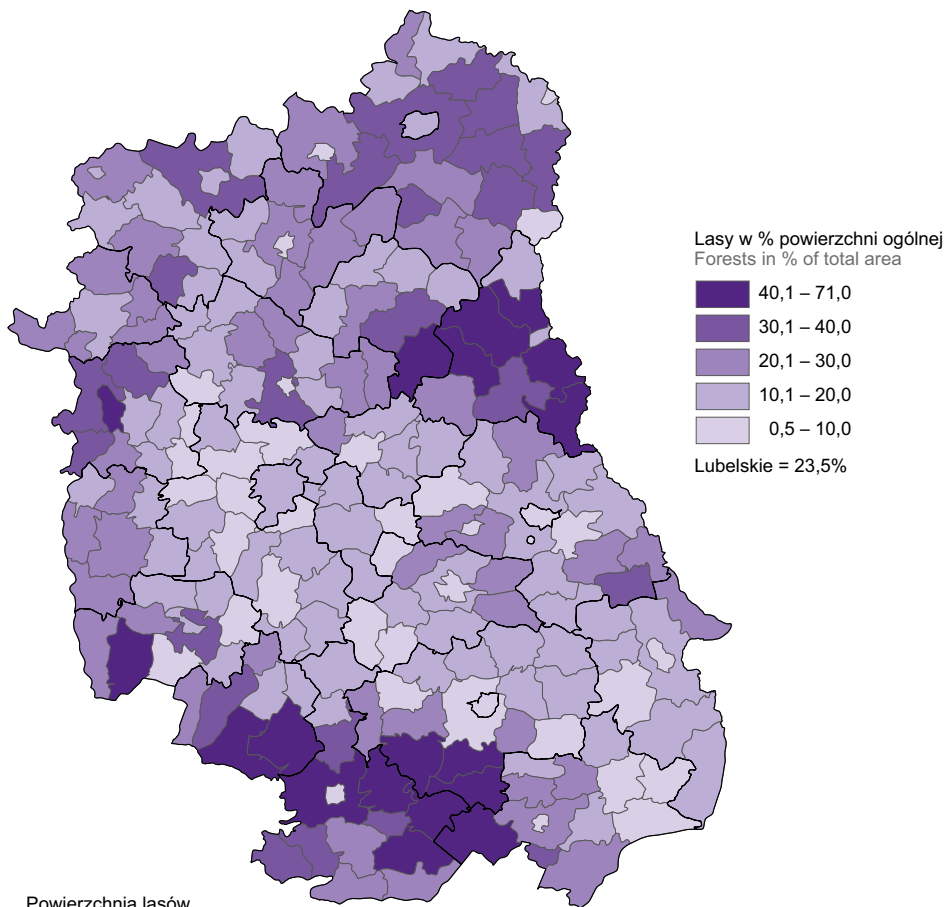 Lasy w % powierzchni ogólnej
Forests in % of total area
40,1 – 71,0
30,1 – 40,0
20,1 – 30,0
10,1 – 20,0
0,5 – 10,0
Lubelskie = 23,5%
Powierzchnia lasów